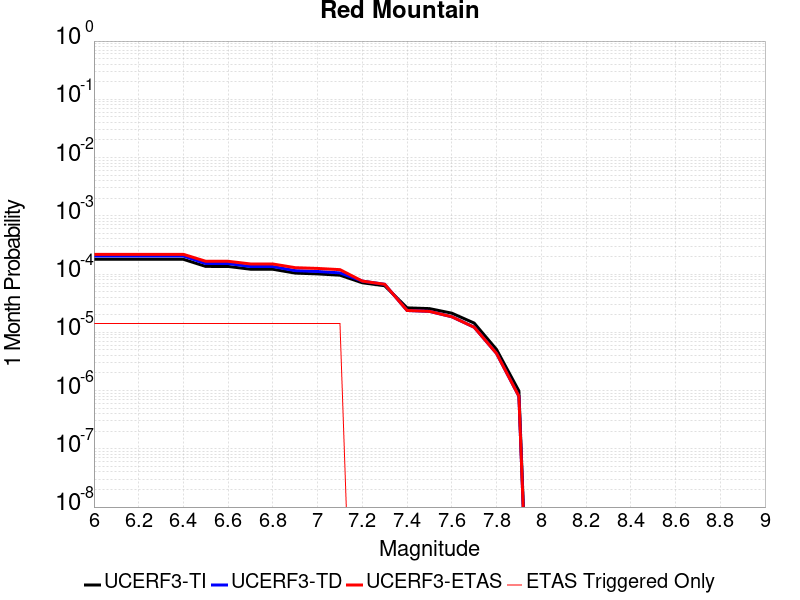 Red Mountain
10^0
10^-1
10^-2
10^-3
10^-4
10^-5
10^-6
10^-7
10^-8
1 Month Probability
6 6.2 6.4 6.6 6.8 7 7.2 7.4 7.6 7.8 8 8.2 8.4 8.6 8.8 9
Magnitude
UCERF3-TI UCERF3-TD UCERF3-ETAS ETAS Triggered Only